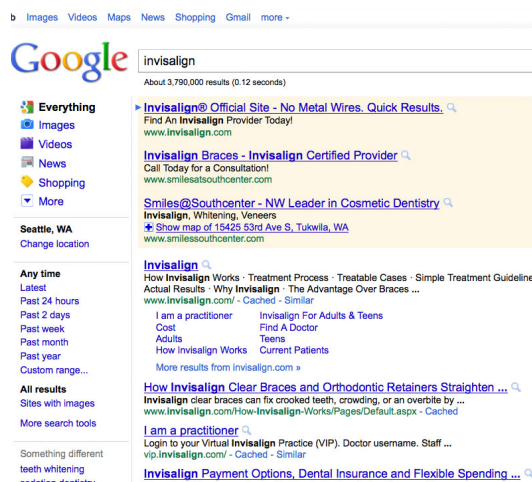 b Images Videos Maps News Shopping Gmail more
Google
invisalign
About 3,790,000 results (0.12 seconds)
Everything
Images
Videos
News
Shopping
More
Seattle, WA
Change location
Any time
Latest
Past 24 hours
Past 2 days
Past week
Past month
Past year
Custom range...
All results
Sites with images
More search tools
Something different
teeth whitening
Invisalign® Official Site - No Metal Wires. Quick Results.
Find An Invisalign Provider Today!
www.invisalign.com
Invisalign Braces - Invisalign Certified Provider
Call Today for a Consultation!
www.smilesatsouthcenter.com
Smiles@Southcenter - NW Leader in Cosmetic Dentistry
Invisalign, Whitening, Veneers
Show map of 15425 53rd Ave S, Tukwila, WA
www.smilessouthcenter.com
Invisalign
How Invisalign Works · Treatment Process · Treatable Cases · Simple Treatment Guideline
Actual Results · Why Invisalign · The Advantage Over Braces ...
www.invisalign.com/ - Cached - Similar
I am a practitioner Invisalign For Adults & Teens
Cost Find A Doctor
Adults Teens
How Invisalign Works Current Patients
More results from invisalign.com »
How Invisalign Clear Braces and Orthodontic Retainers Straighten ...
Invisalign clear braces can fix crooked teeth, crowding, or an overbite by ...
www.invisalign.com/How-Invisalign-Works/Pages/Default.aspx - Cached
I am a practitioner
Login to your Virtual Invisalign Practice (VIP). Doctor username. Staff ...
vip.invisalign.com/ - Cached - Similar
Invisalign Payment Options, Dental Insurance and Flexible Spending ...